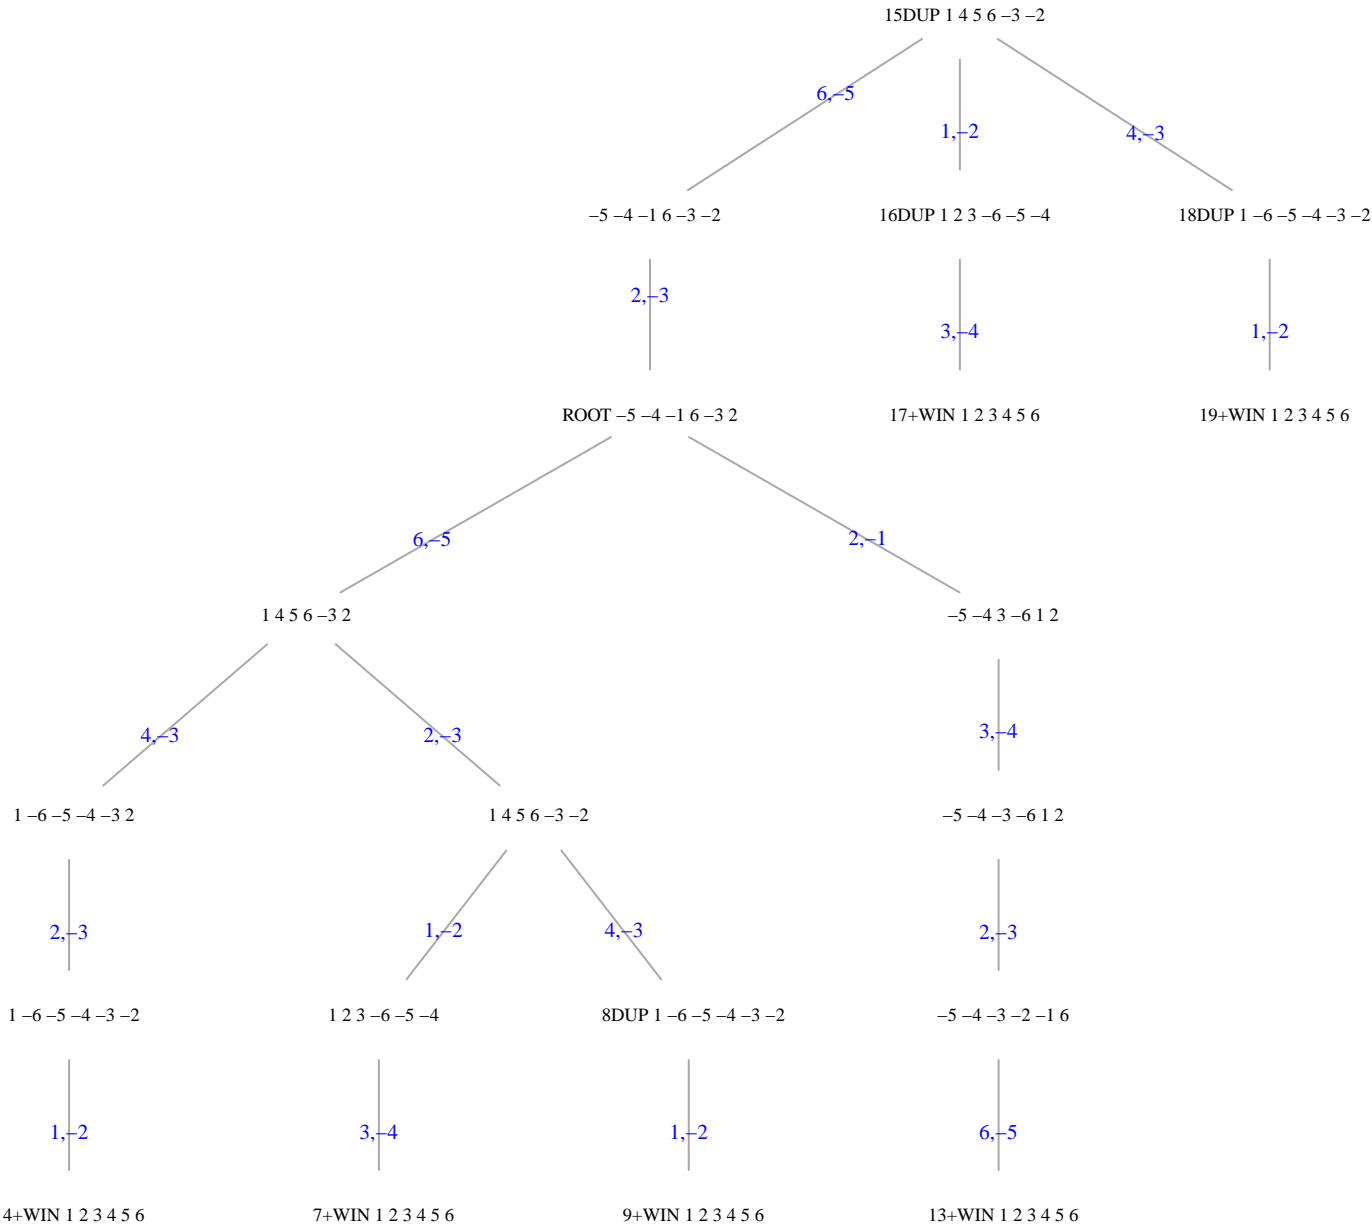 15DUP 1 4 5 6 –3 –2
6,–5
1,–2
4,–3
–5 –4 –1 6 –3 –2
16DUP 1 2 3 –6 –5 –4
18DUP 1 –6 –5 –4 –3 –2
2,–3
3,–4
1,–2
ROOT –5 –4 –1 6 –3 2
17+WIN 1 2 3 4 5 6
19+WIN 1 2 3 4 5 6
6,–5
2,–1
1 4 5 6 –3 2
–5 –4 3 –6 1 2
4,–3
2,–3
3,–4
1 –6 –5 –4 –3 2
1 4 5 6 –3 –2
–5 –4 –3 –6 1 2
2,–3
1,–2
4,–3
2,–3
1 –6 –5 –4 –3 –2
1 2 3 –6 –5 –4
8DUP 1 –6 –5 –4 –3 –2
–5 –4 –3 –2 –1 6
1,–2
3,–4
1,–2
6,–5
4+WIN 1 2 3 4 5 6
7+WIN 1 2 3 4 5 6
9+WIN 1 2 3 4 5 6
13+WIN 1 2 3 4 5 6